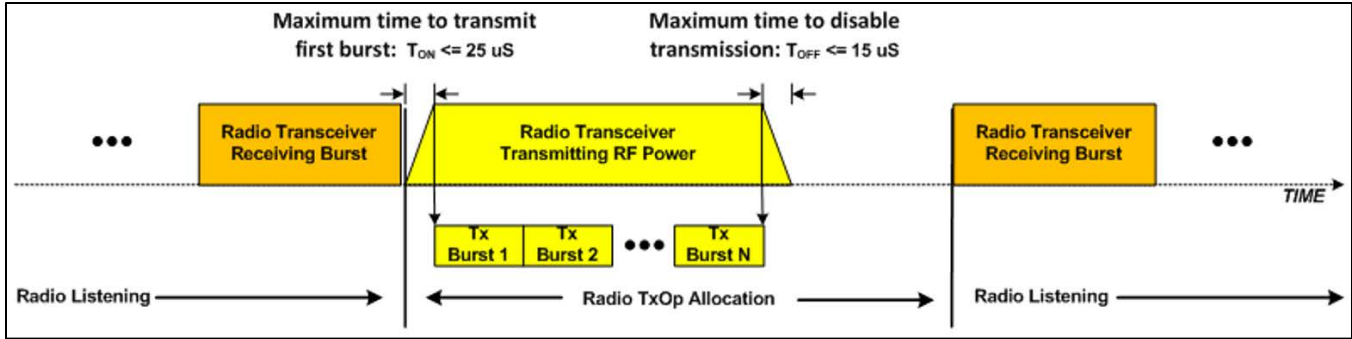 Maximum time to transmit
first burst: TON <= 25 uS
Maximum time to disable
transmission: TOFF <= 15 uS
•••
Radio Transceiver
Receiving Burst
Radio Transceiver
Transmitting RF Power
Radio Transceiver
Receiving Burst
•••
TIME
Tx
Burst 1
Tx
Burst 2
•••
Tx
Burst N
Radio Listening
Radio TxOp Allocation
Radio Listening